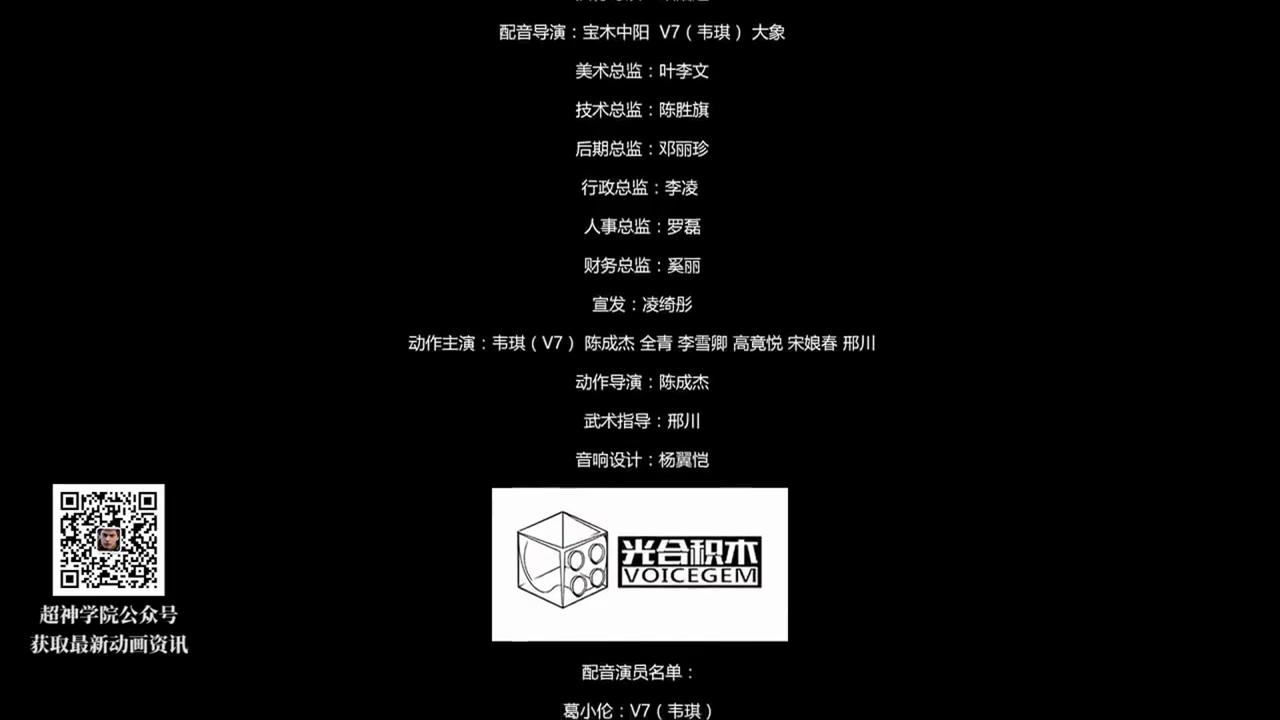 配音导演：宝木中阳 V7（韦琪） 大象
美术总监：叶李文
技术总监：陈胜旗
后期总监：邓丽珍
行政总监：李凌
人事总监：罗磊
财务总监：奚丽
宣发：凌绮彤
动作主演：韦琪（V7） 陈成杰 全青 李雪卿 高竟悦 宋娘春 邢川
动作导演：陈成杰
武术指导：邢川
音响设计：杨翼恺
光合积木
VOICEGEM
超神学院公众号
获取最新动画资讯
配音演员名单：
葛小伦：V7（韦琪）